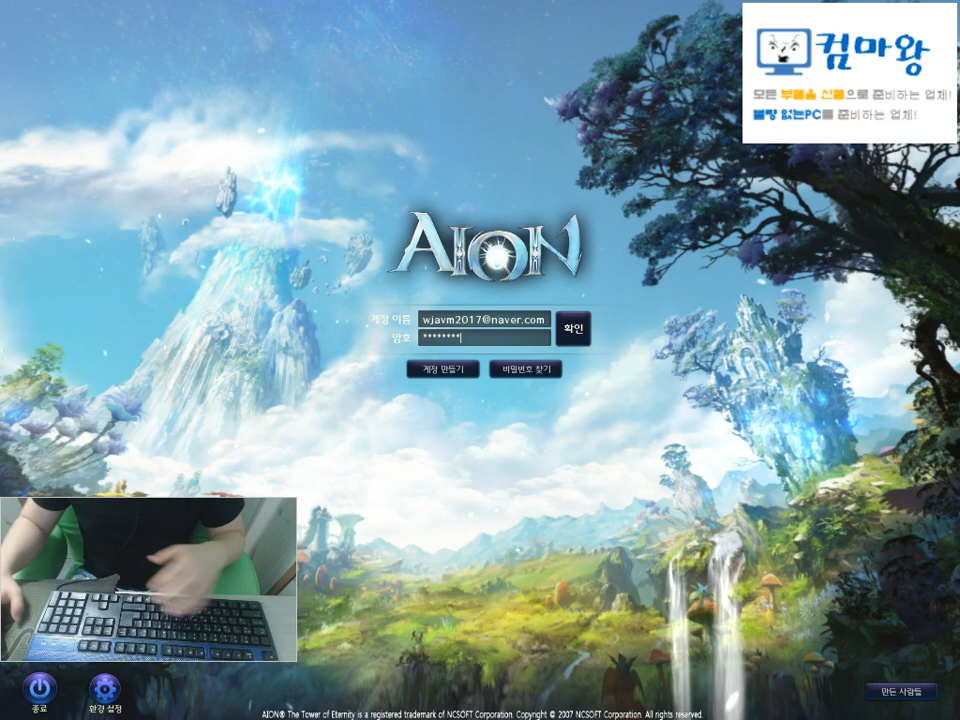 컴마왕
모든 부품을 신품으로 준비하는 업체!
불량 없는PC를 준비하는 업체!
AION
계정 이름 wjavm2017@naver.com
확인
암호 ********
계정 만들기 비밀번호 찾기
종료 환경 설정
만든 사람들
AION® The Tower of Eternity is a registered trademark of NCSOFT Corporation. Copyright © 2007 NCSOFT Corporation. All rights reserved.